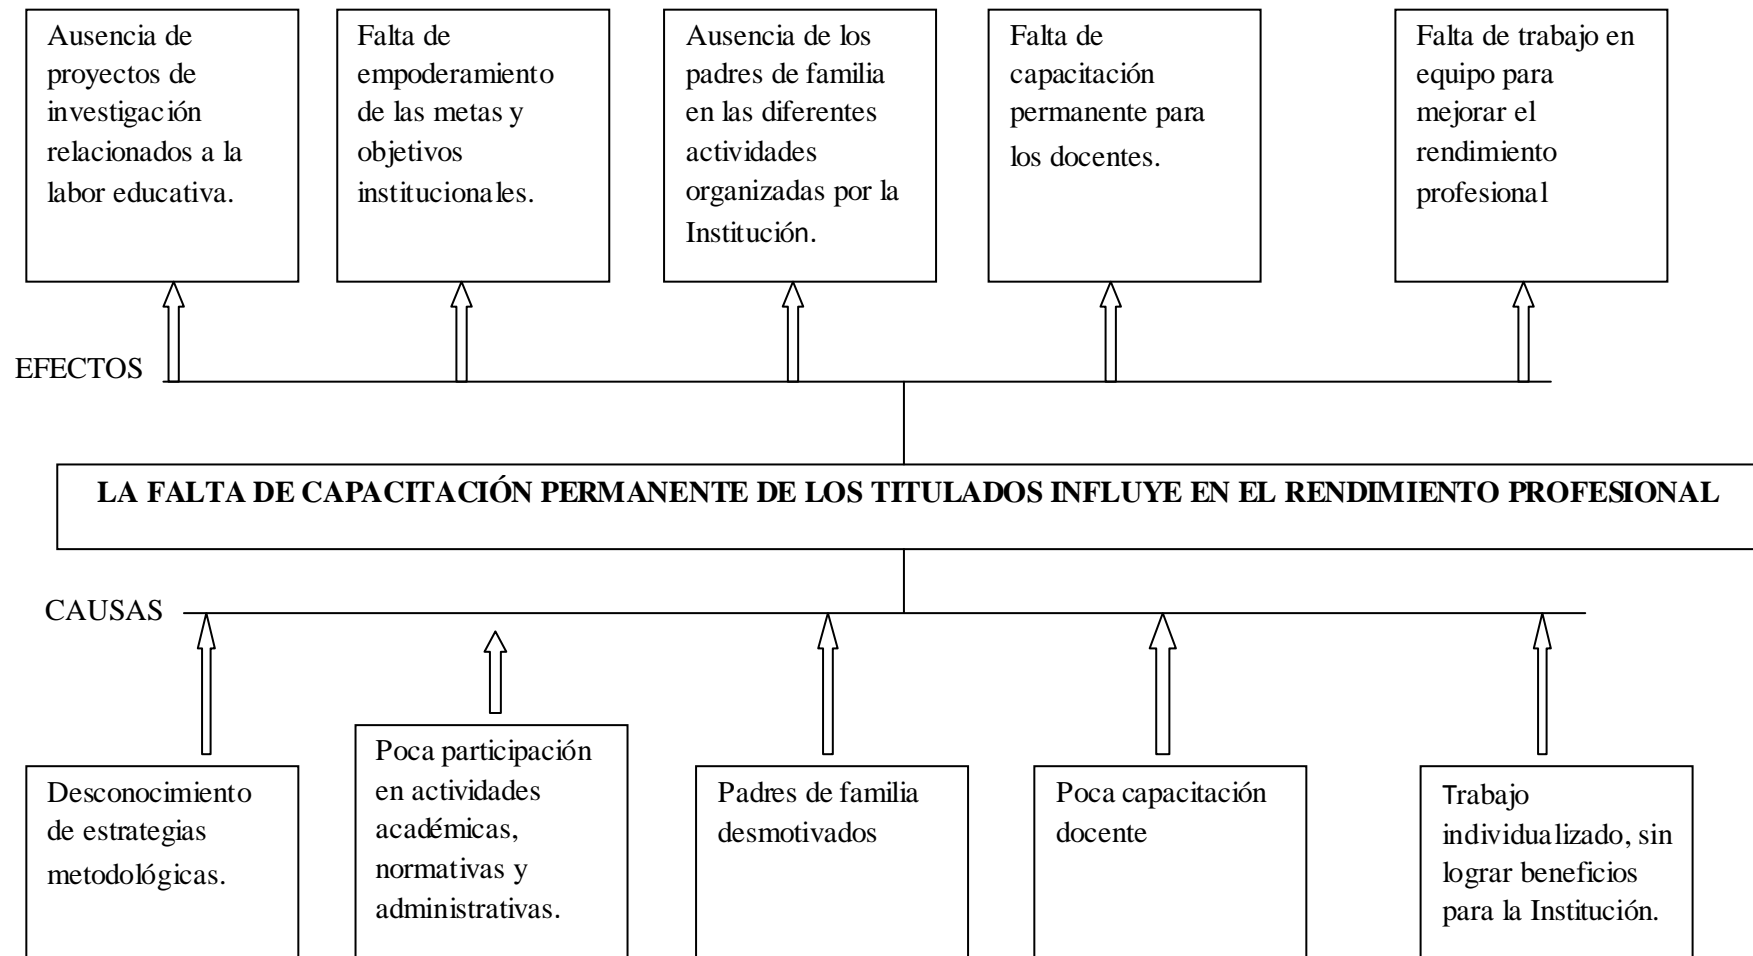 Ausencia de
proyectos de
investigación
relacionados a la
labor educativa.
Falta de
empoderamiento
de las metas y
objetivos
institucionales.
Ausencia de los
padres de familia
en las diferentes
actividades
organizadas por la
Institución.
Falta de
capacitación
permanente para
los docentes.
Falta de trabajo en
equipo para
mejorar el
rendimiento
profesional
EFECTOS
LA FALTA DE CAPACITACIÓN PERMANENTE DE LOS TITULADOS INFLUYE EN EL RENDIMIENTO PROFESIONAL
CAUSAS
Desconocimiento
de estrategias
metodológicas.
Poca participación
en actividades
académicas,
normativas y
administrativas.
Padres de familia
desmotivados
Poca capacitación
docente
Trabajo
individualizado, sin
lograr beneficios
para la Institución.